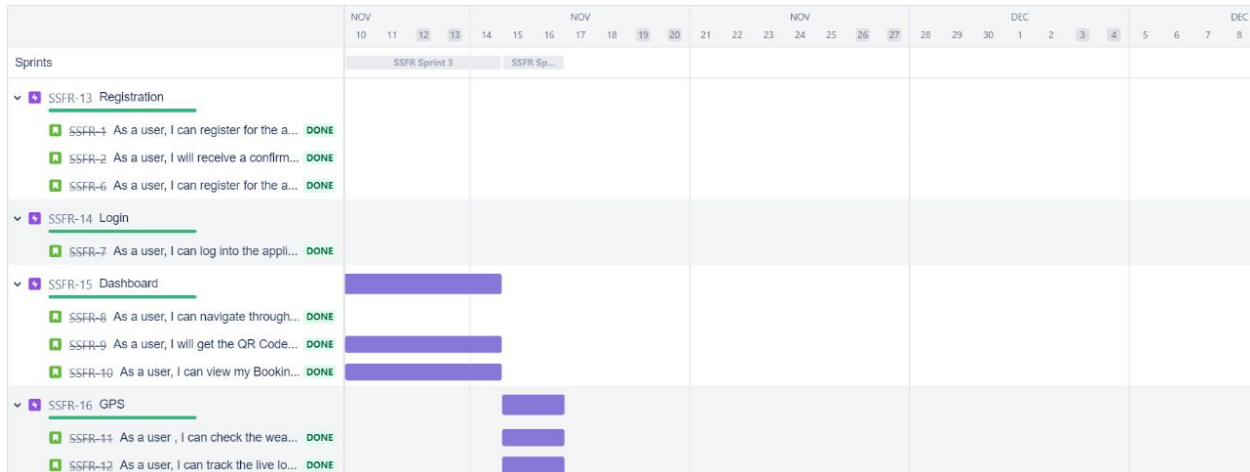 NOV NOV NOV DEC DEC
10 11 12 13 14 15 16 17 18 19 20 21 22 23 24 25 26 27 28 29 30 1 2 3 4 5 6 7 8
Sprints SSFR Sprint 3 SSFR Sp...
SSFR-13 Registration
SSFR-1 As a user, I can register for the a... DONE
SSFR-2 As a user, I will receive a confirm... DONE
SSFR-6 As a user, I can register for the a... DONE
SSFR-14 Login
SSFR-7 As a user, I can log into the appli... DONE
SSFR-15 Dashboard
SSFR-8 As a user, I can navigate through... DONE
SSFR-9 As a user, I will get the QR Code... DONE
SSFR-10 As a user, I can view my Bookin... DONE
SSFR-16 GPS
SSFR-11 As a user , I can check the wea... DONE
SSFR-12 As a user, I can track the live lo... DONE